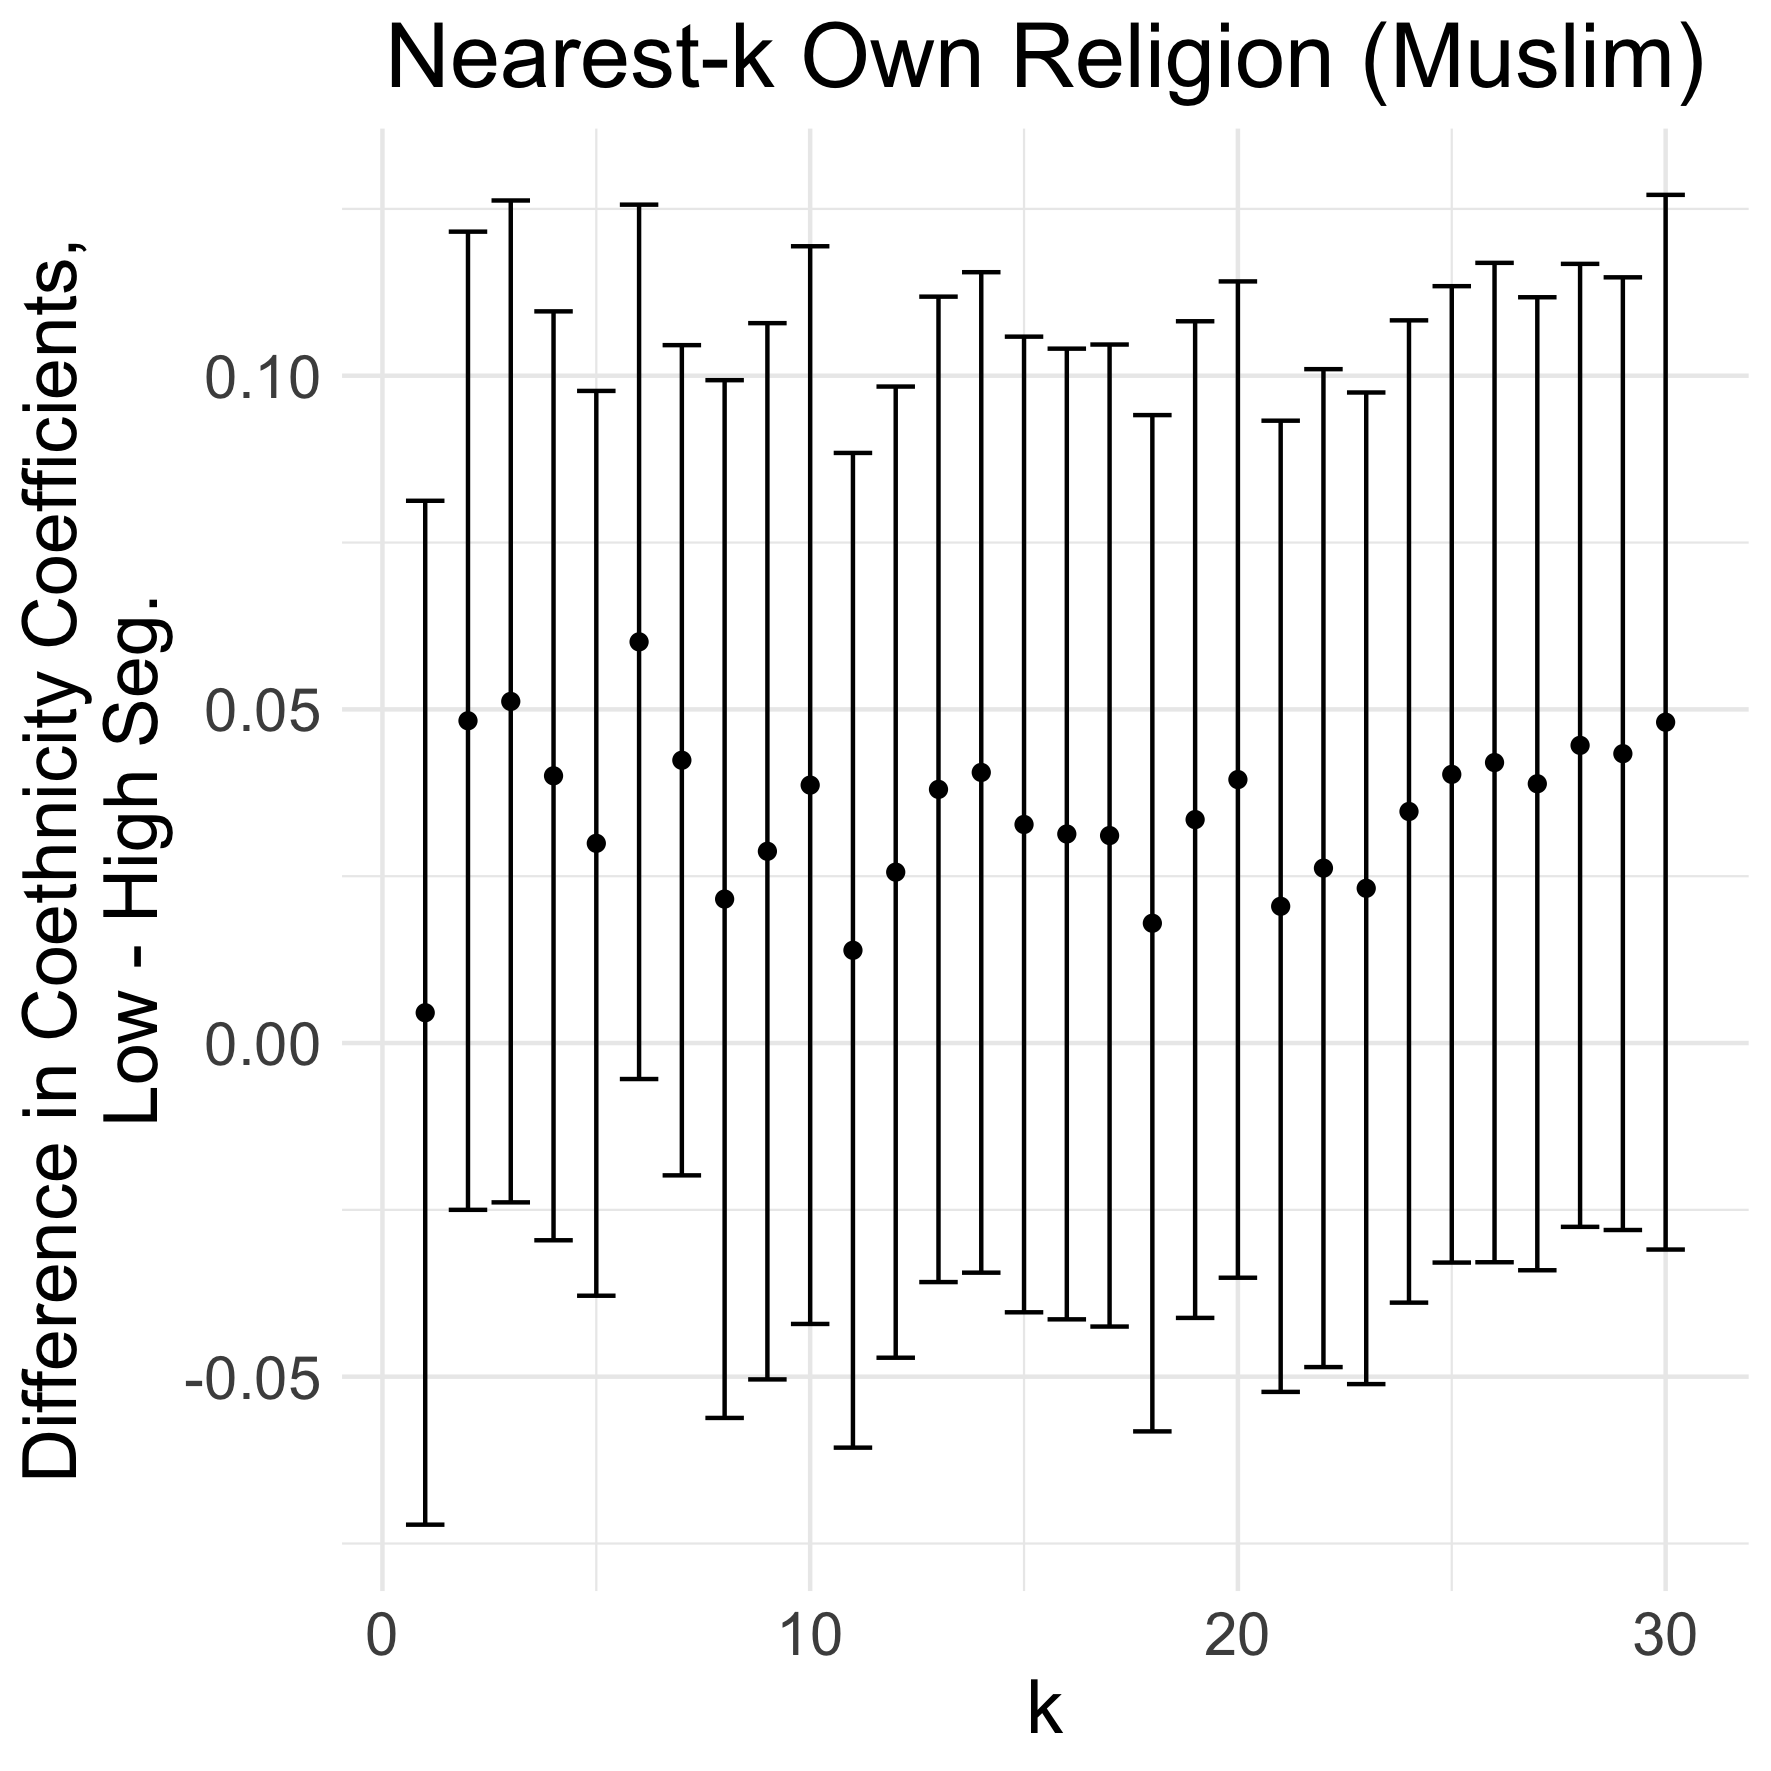 Nearest-k Own Religion (Muslim)
Difference in Coethnicity Coefficients,
Low - High Seg.
0.10
0.05
0.00
-0.05
0
10
20
30
k